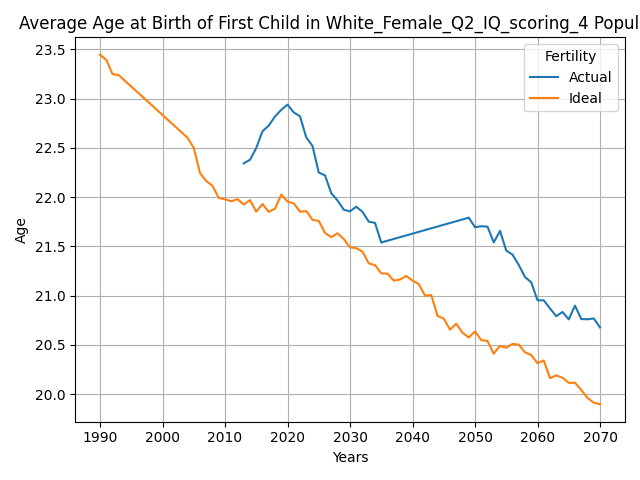 Average Age at Birth of First Child in White_Female_Q2_IQ_scoring_4 Popul
Fertility
Actual
Ideal
23.5
23.0
22.5
22.0
21.5
21.0
20.5
20.0
Age
1990 2000 2010 2020 2030 2040 2050 2060 2070
Years